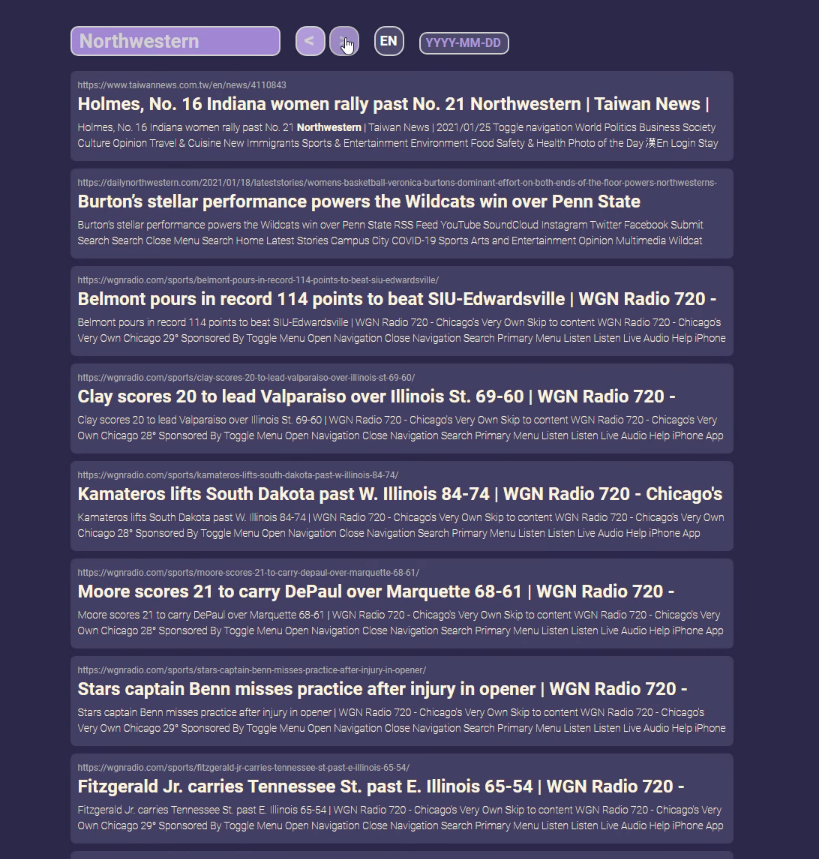 Northwestern
<
EN
YYYY-MM-DD
https://www.taiwannews.com.tw/en/news/4110843
Holmes, No. 16 Indiana women rally past No. 21 Northwestern | Taiwan News |
Holmes, No. 16 Indiana women rally past No. 21 Northwestern | Taiwan News | 2021/01/25 Toggle navigation World Politics Business Society
Culture Opinion Travel & Cuisine New Immigrants Sports & Entertainment Environment Food Safety & Health Photo of the Day 漢En Login Stay
https://dailynorthwestern.com/2021/01/18/lateststories/womens-basketball-veronica-burtons-dominant-effort-on-both-ends-of-the-floor-powers-northwesterns-
Burton's stellar performance powers the Wildcats win over Penn State
Burton's stellar performance powers the Wildcats win over Penn State RSS Feed YouTube SoundCloud Instagram Twitter Facebook Submit
Search Search Close Menu Search Home Latest Stories Campus City COVID-19 Sports Arts and Entertainment Opinion Multimedia Wildcat
https://wgnradio.com/sports/belmont-pours-in-record-114-points-to-beat-siu-edwardsville/
Belmont pours in record 114 points to beat SIU-Edwardsville | WGN Radio 720 -
Belmont pours in record 114 points to beat SIU-Edwardsville | WGN Radio 720 - Chicago's Very Own Skip to content WGN Radio 720 - Chicago's
Very Own Chicago 29° Sponsored By Toggle Menu Open Navigation Close Navigation Search Primary Menu Listen Listen Live Audio Help iPhone
https://wgnradio.com/sports/clay-scores-20-to-lead-valparaiso-over-illinois-st-69-60/
Clay scores 20 to lead Valparaiso over Illinois St. 69-60 | WGN Radio 720 -
Clay scores 20 to lead Valparaiso over Illinois St. 69-60 | WGN Radio 720 - Chicago's Very Own Skip to content WGN Radio 720 - Chicago's Very
Own Chicago 28° Sponsored By Toggle Menu Open Navigation Close Navigation Search Primary Menu Listen Listen Live Audio Help iPhone App
https://wgnradio.com/sports/kamateros-lifts-south-dakota-past-w-illinois-84-74/
Kamateros lifts South Dakota past W. Illinois 84-74 | WGN Radio 720 - Chicago's
Kamateros lifts South Dakota past W. Illinois 84-74 | WGN Radio 720 - Chicago's Very Own Skip to content WGN Radio 720 - Chicago's Very Own
Chicago 28° Sponsored By Toggle Menu Open Navigation Close Navigation Search Primary Menu Listen Listen Live Audio Help iPhone App
https://wgnradio.com/sports/moore-scores-21-to-carry-depaul-over-marquette-68-61/
Moore scores 21 to carry DePaul over Marquette 68-61 | WGN Radio 720 -
Moore scores 21 to carry DePaul over Marquette 68-61 | WGN Radio 720 - Chicago's Very Own Skip to content WGN Radio 720 - Chicago's Very
Own Chicago 28° Sponsored By Toggle Menu Open Navigation Close Navigation Search Primary Menu Listen Listen Live Audio Help iPhone App
https://wgnradio.com/sports/stars-captain-benn-misses-practice-after-injury-in-opener/
Stars captain Benn misses practice after injury in opener | WGN Radio 720 -
Stars captain Benn misses practice after injury in opener | WGN Radio 720 - Chicago's Very Own Skip to content WGN Radio 720 - Chicago's
Very Own Chicago 29° Sponsored By Toggle Menu Open Navigation Close Navigation Search Primary Menu Listen Listen Live Audio Help iPhone
https://wgnradio.com/sports/fitzgerald-jr-carries-tennessee-st-past-e-illinois-65-54/
Fitzgerald Jr. carries Tennessee St. past E. Illinois 65-54 | WGN Radio 720 -
Fitzgerald Jr. carries Tennessee St. past E. Illinois 65-54 | WGN Radio 720 - Chicago's Very Own Skip to content WGN Radio 720 - Chicago's Very
Own Chicago 29° Sponsored By Toggle Menu Open Navigation Close Navigation Search Primary Menu Listen Listen Live Audio Help iPhone App